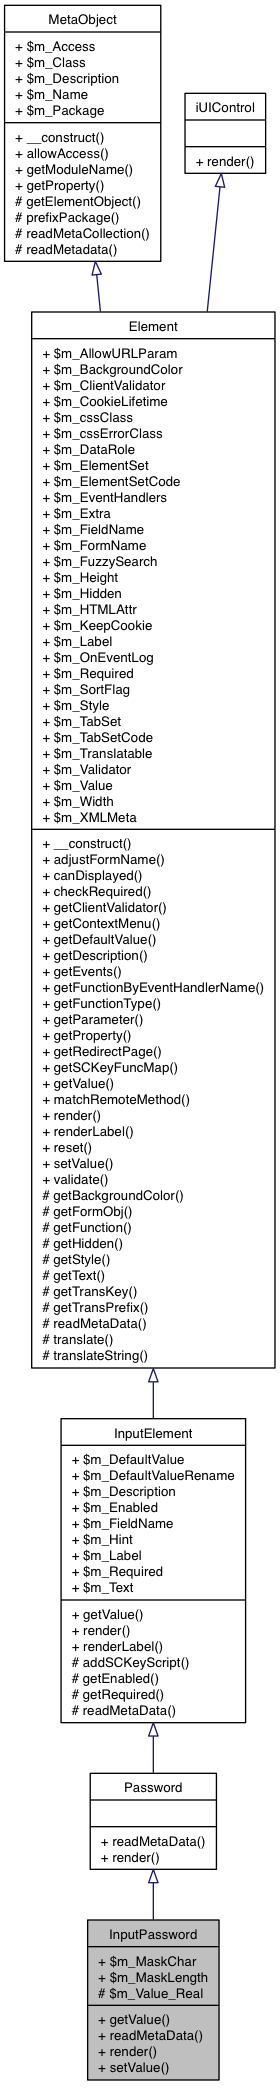 MetaObject
+ $m_Access
+ $m_Class
+ $m_Description
+ $m_Name
+ $m_Package
+ __construct()
+ allowAccess()
+ getModuleName()
+ getProperty()
# getElementObject()
# prefixPackage()
# readMetaCollection()
# readMetadata()
iUIControl
+ render()
Element
+ $m_AllowURLParam
+ $m_BackgroundColor
+ $m_ClientValidator
+ $m_CookieLifetime
+ $m_cssClass
+ $m_cssErrorClass
+ $m_DataRole
+ $m_ElementSet
+ $m_ElementSetCode
+ $m_EventHandlers
+ $m_Extra
+ $m_FieldName
+ $m_FormName
+ $m_FuzzySearch
+ $m_Height
+ $m_Hidden
+ $m_HTMLAttr
+ $m_KeepCookie
+ $m_Label
+ $m_OnEventLog
+ $m_Required
+ $m_SortFlag
+ $m_Style
+ $m_TabSet
+ $m_TabSetCode
+ $m_Translatable
+ $m_Validator
+ $m_Value
+ $m_Width
+ $m_XMLMeta
+ __construct()
+ adjustFormName()
+ canDisplayed()
+ checkRequired()
+ getClientValidator()
+ getContextMenu()
+ getDefaultValue()
+ getDescription()
+ getEvents()
+ getFunctionByEventHandlerName()
+ getFunctionType()
+ getParameter()
+ getProperty()
+ getRedirectPage()
+ getSCKeyFuncMap()
+ getValue()
+ matchRemoteMethod()
+ render()
+ renderLabel()
+ reset()
+ setValue()
+ validate()
# getBackgroundColor()
# getFormObj()
# getFunction()
# getHidden()
# getStyle()
# getText()
# getTransKey()
# getTransPrefix()
# readMetaData()
# translate()
# translateString()
InputElement
+ $m_DefaultValue
+ $m_DefaultValueRename
+ $m_Description
+ $m_Enabled
+ $m_FieldName
+ $m_Hint
+ $m_Label
+ $m_Required
+ $m_Text
+ getValue()
+ render()
+ renderLabel()
# addSCKeyScript()
# getEnabled()
# getRequired()
# readMetaData()
Password
+ readMetaData()
+ render()
InputPassword
+ $m_MaskChar
+ $m_MaskLength
# $m_Value_Real
+ getValue()
+ readMetaData()
+ render()
+ setValue()